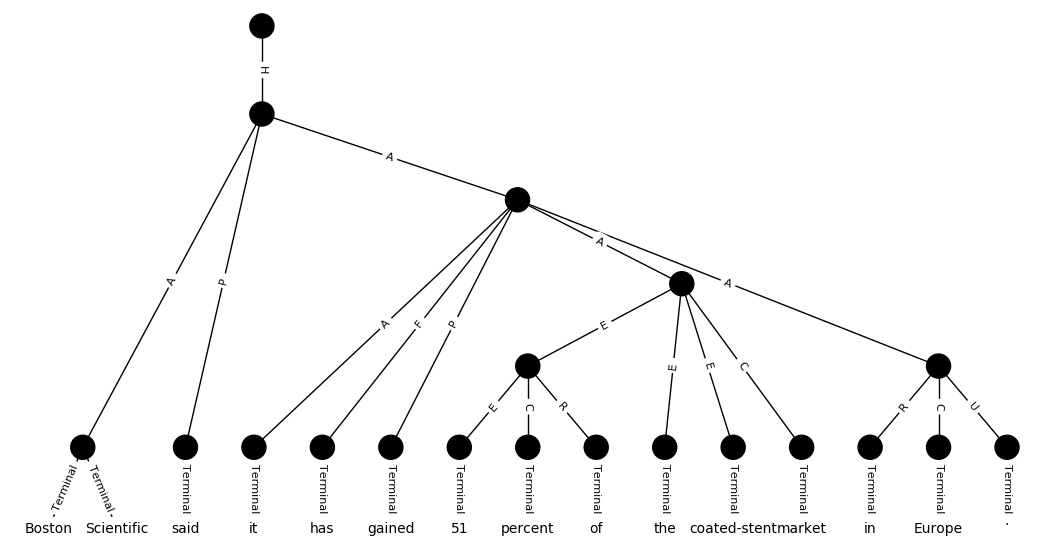 H
A
A
A
A P
A F P E
E E E C
E C R R C U
Terminal Terminal Terminal Terminal Terminal Terminal Terminal Terminal Terminal Terminal Terminal Terminal Terminal Terminal Terminal
Boston Scientific said it has gained 51 percent of the coated-stent market in Europe .